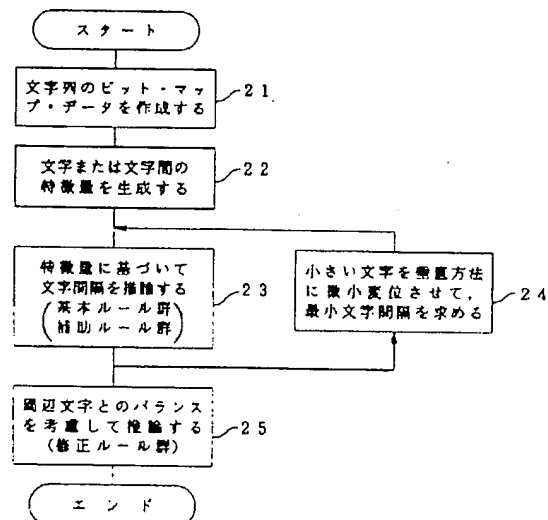 スタート
文字列のビット・マッ
プ・データを作成する
21
文字または文字間の
特徴量を生成する
22
特徴量に基づいて
文字間隔を推論する
(基本ルール群
補助ルール群)
23
小さい文字を垂直方法
に微小変位させて,
最小文字間隔を求める
24
周辺文字とのバランス
を考慮して推論する
(修正ルール群)
25
エンド